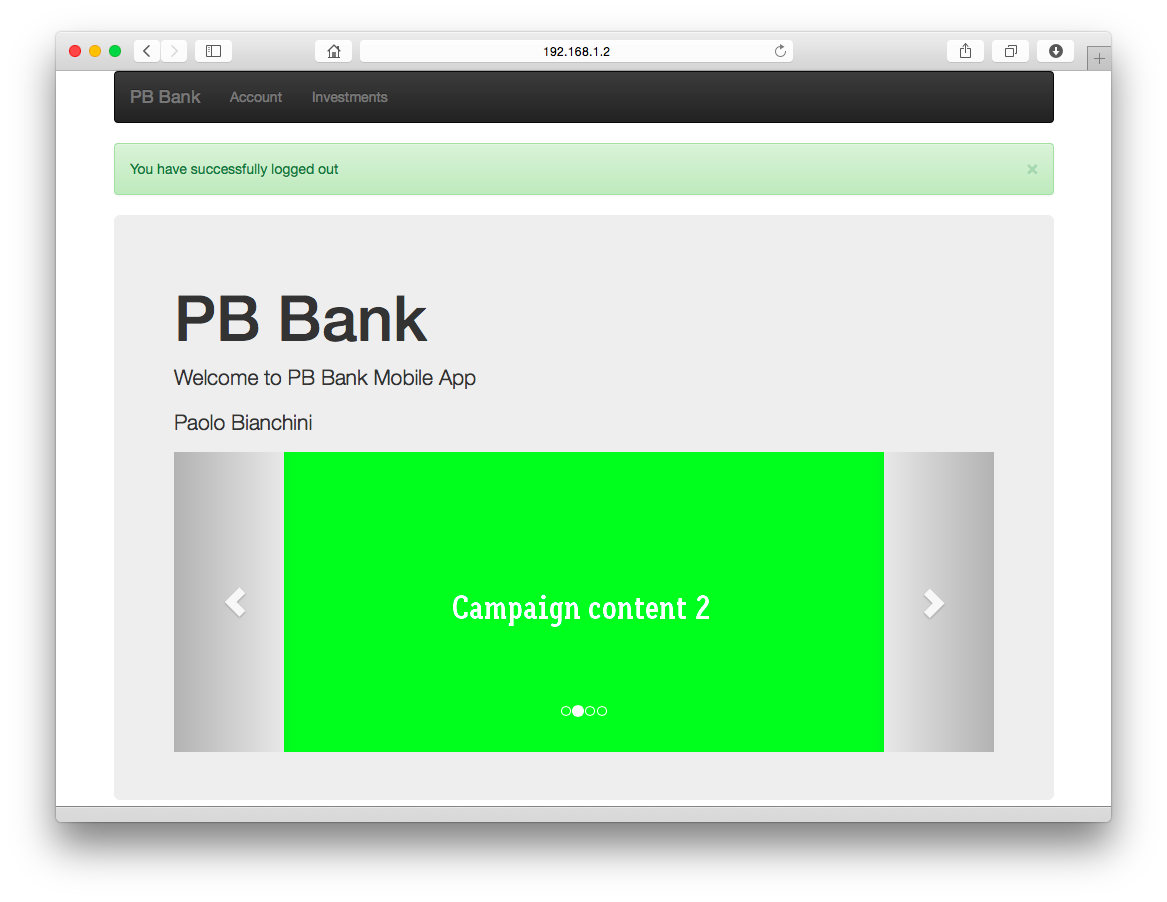 192.168.1.2
PB Bank Account Investments
You have successfully logged out ×
PB Bank
Welcome to PB Bank Mobile App
Paolo Bianchini
Campaign content 2